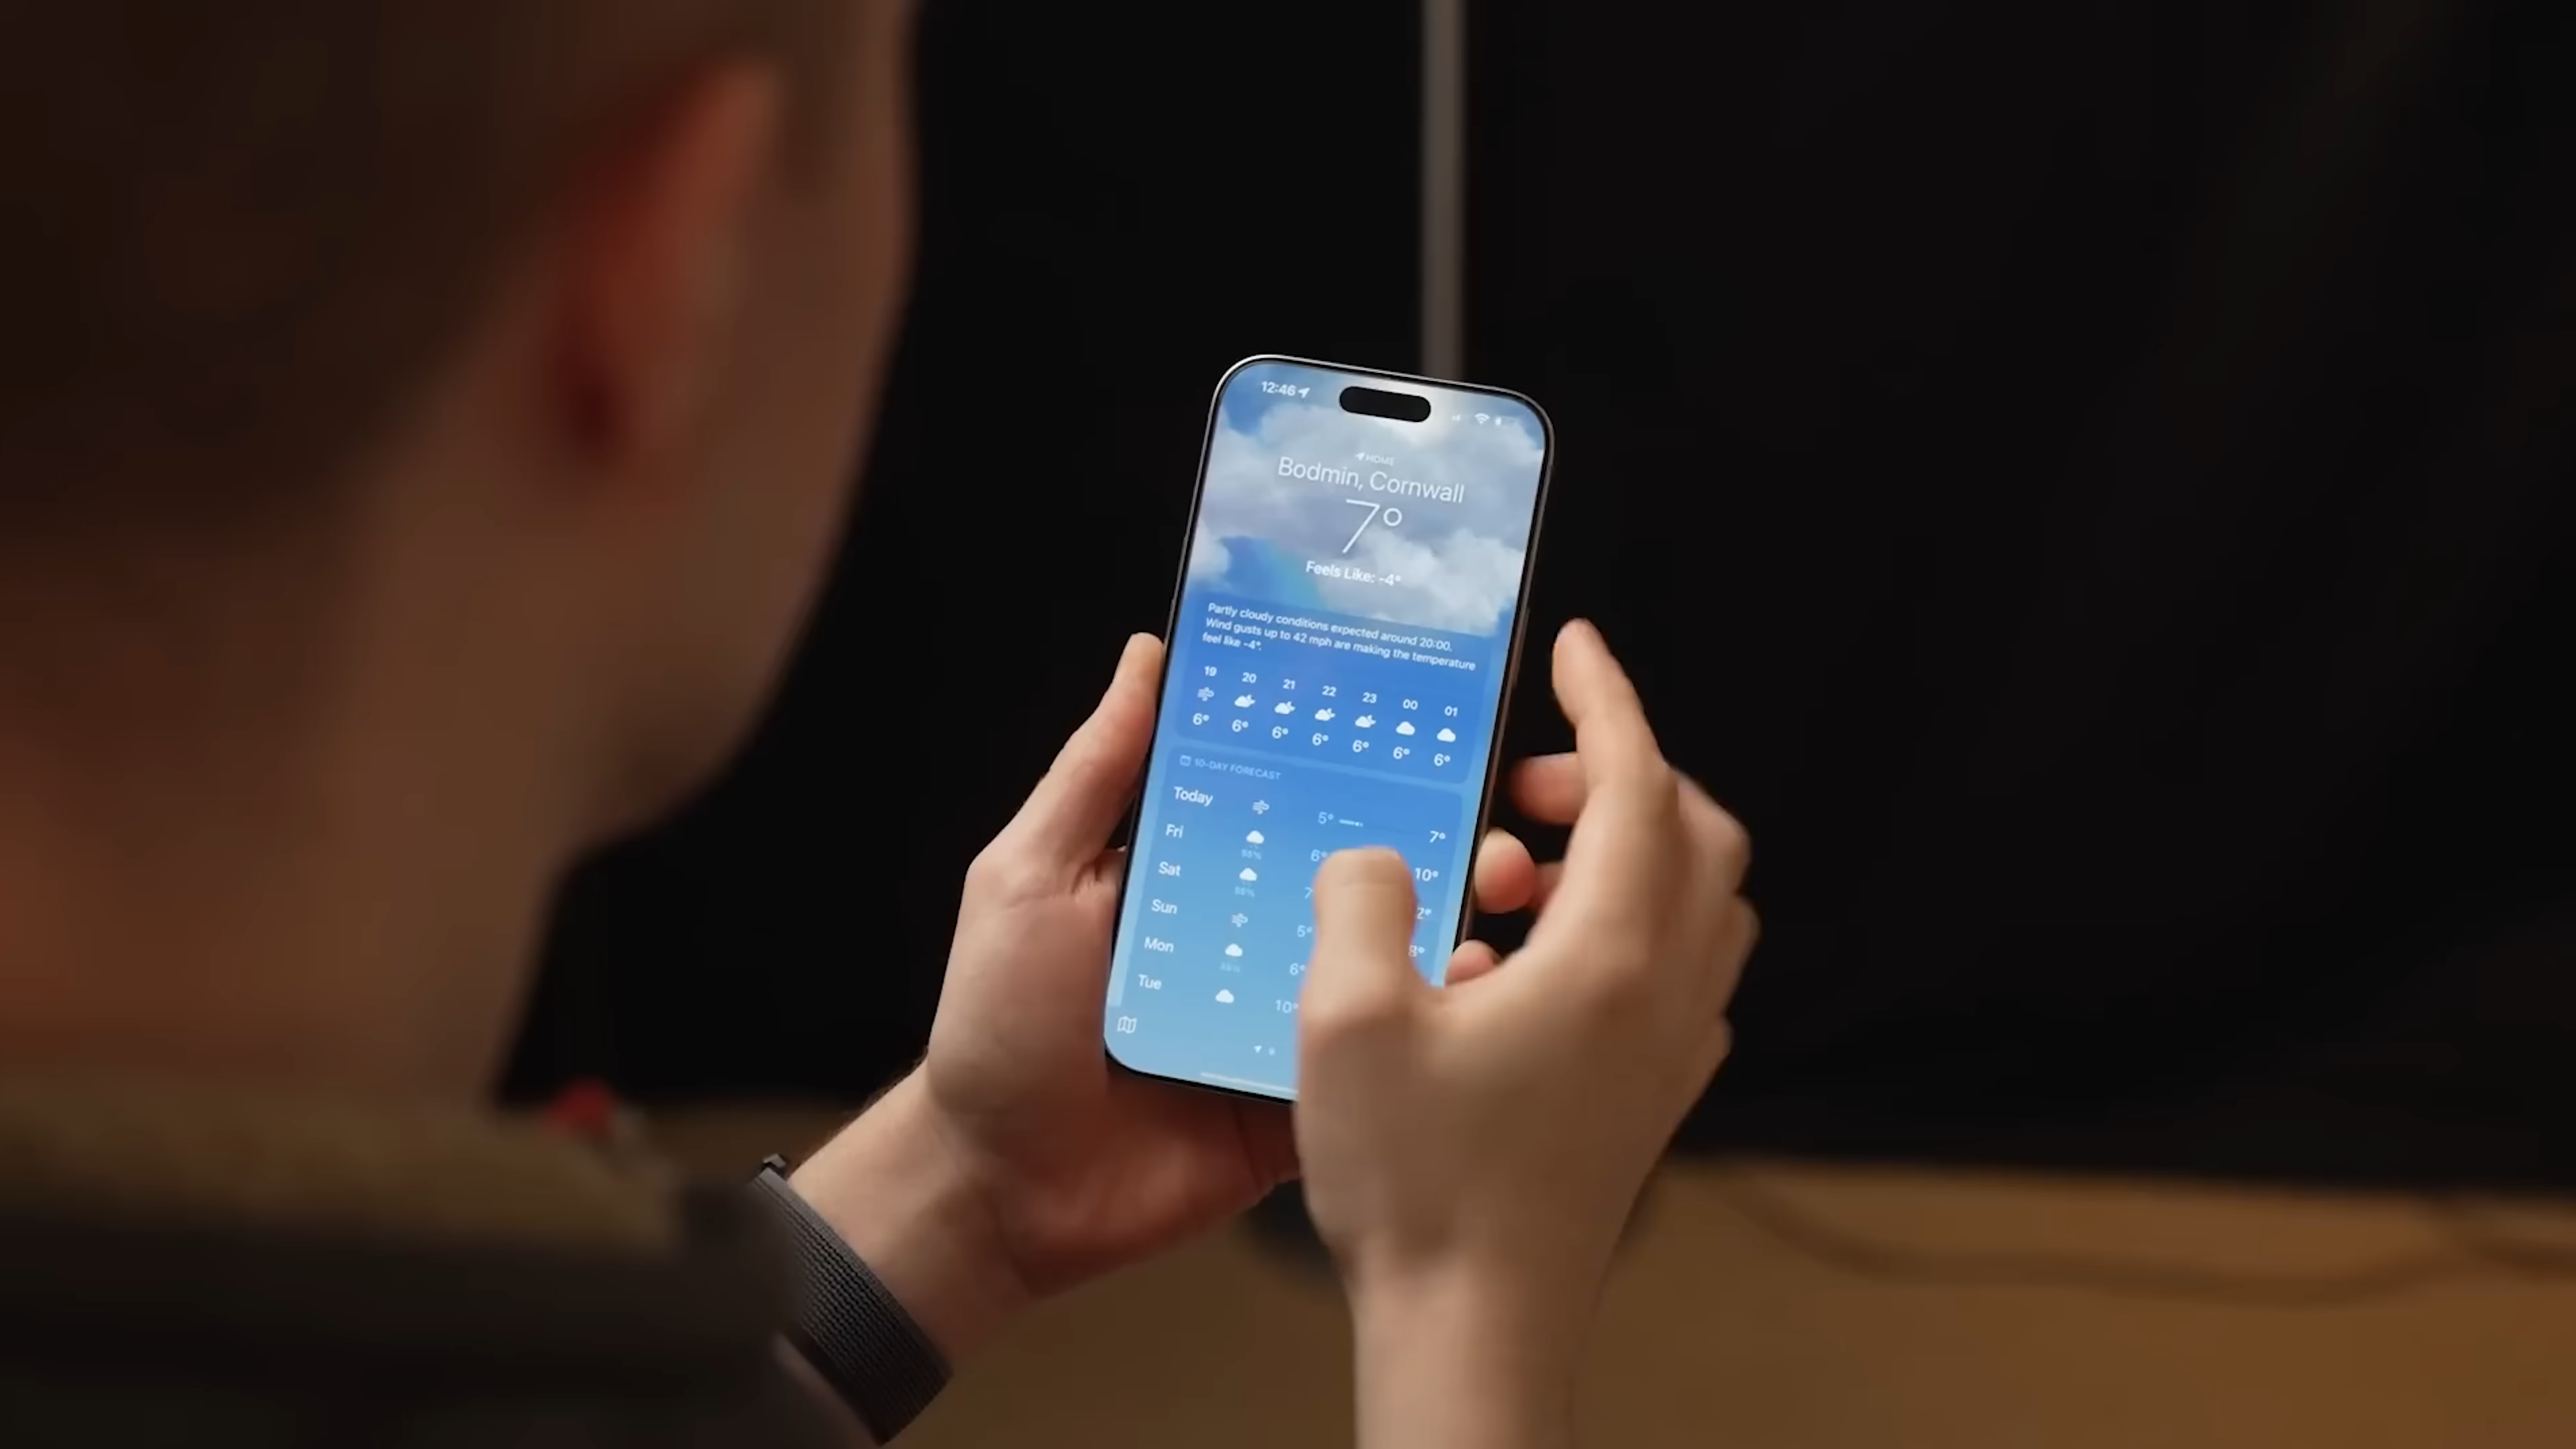 12:46
HOME
Bodmin, Cornwall
7°
Feels Like: -4°
Partly cloudy conditions expected around 20:00.
Wind gusts up to 42 mph are making the temperature
feel like -4°.
19 20 21 22 23 00 01
6° 6° 6° 6° 6° 6° 6°
10-DAY FORECAST
Today 5° 7°
Fri 6° 10°
55%
Sat
Sun 5° 8°
Mon 6°
Tue 10°